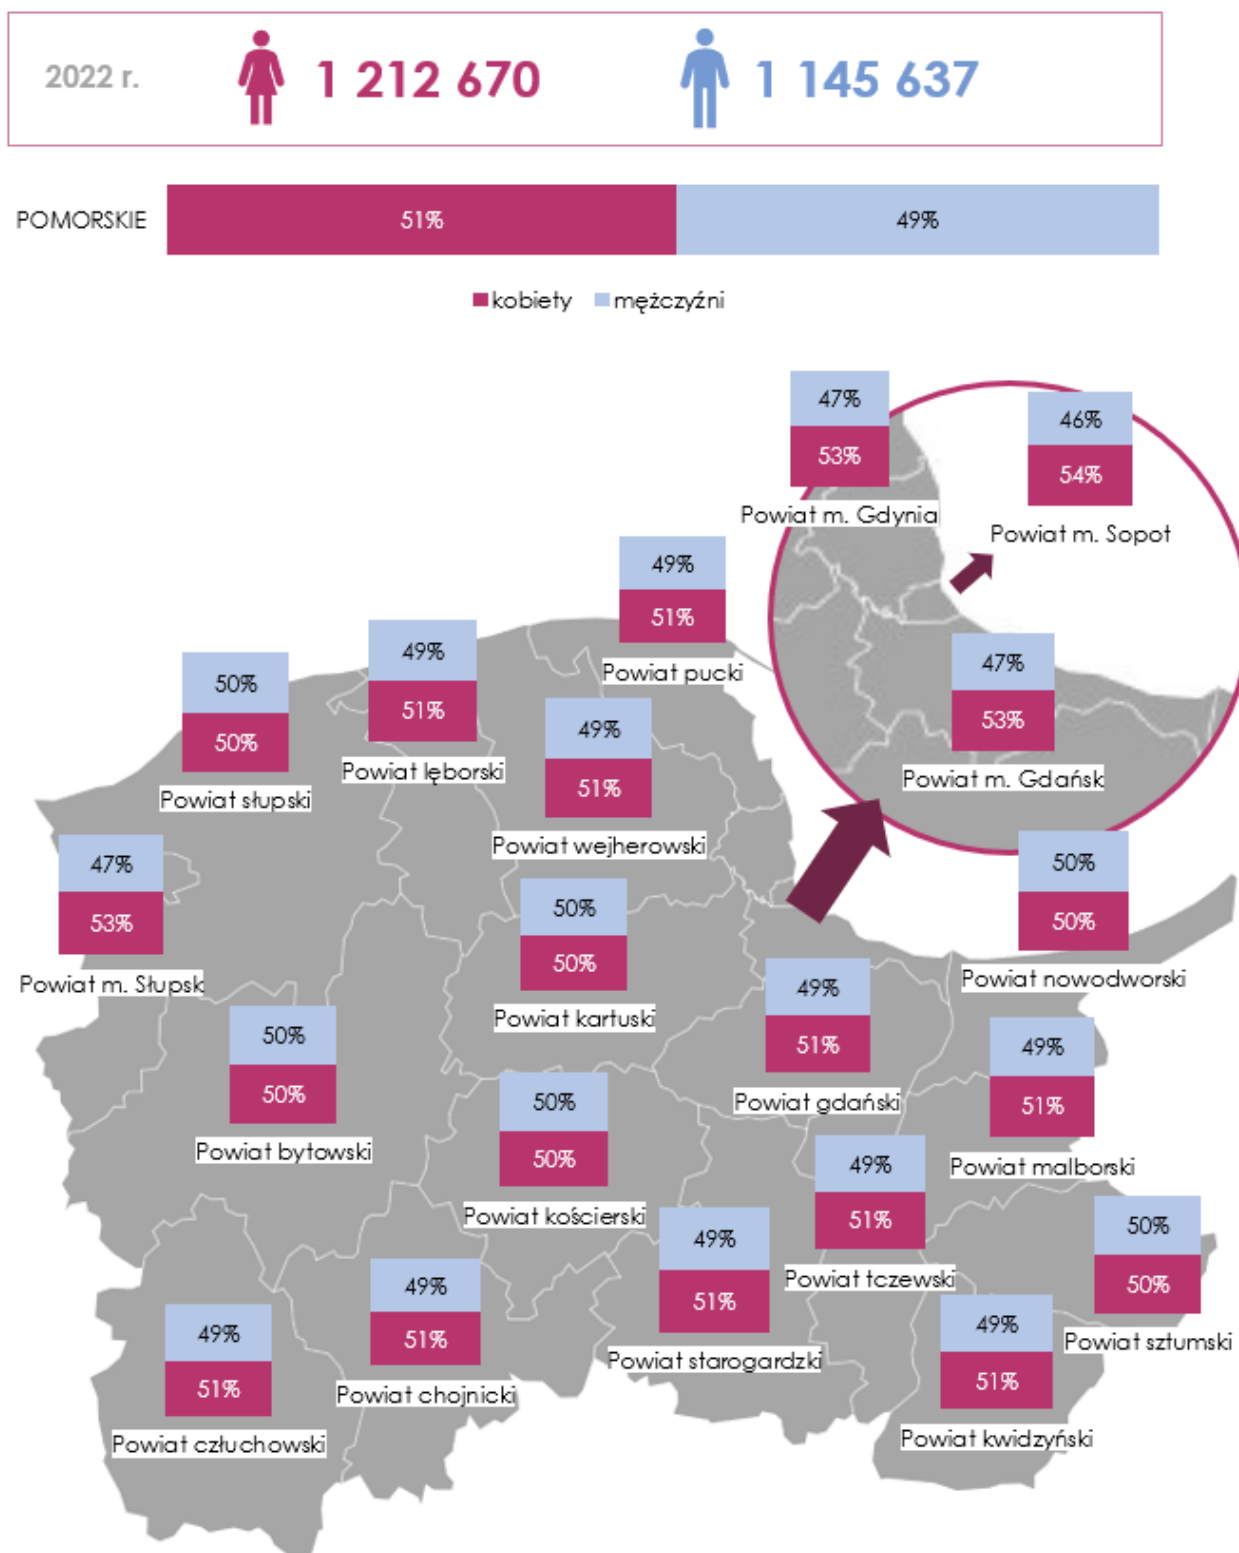 2022 r.
1 212 670
1 145 637
POMORSKIE
51%
49%
kobiety
mężczyźni
47%
53%
Powiat m. Gdynia
46%
54%
Powiat m. Sopot
49%
51%
Powiat pucki
49%
51%
Powiat lęborski
50%
50%
Powiat słupski
47%
53%
Powiat m. Gdańsk
49%
51%
Powiat wejherowski
47%
53%
Powiat m. Słupsk
50%
50%
Powiat nowodworski
50%
50%
Powiat kartuski
49%
51%
Powiat gdański
50%
50%
Powiat bytowski
49%
51%
Powiat malborski
50%
50%
Powiat kościerski
49%
51%
Powiat tczewski
50%
50%
Powiat sztumski
49%
51%
Powiat starogardzki
49%
51%
Powiat chojnicki
49%
51%
Powiat kwidzyński
49%
51%
Powiat człuchowski